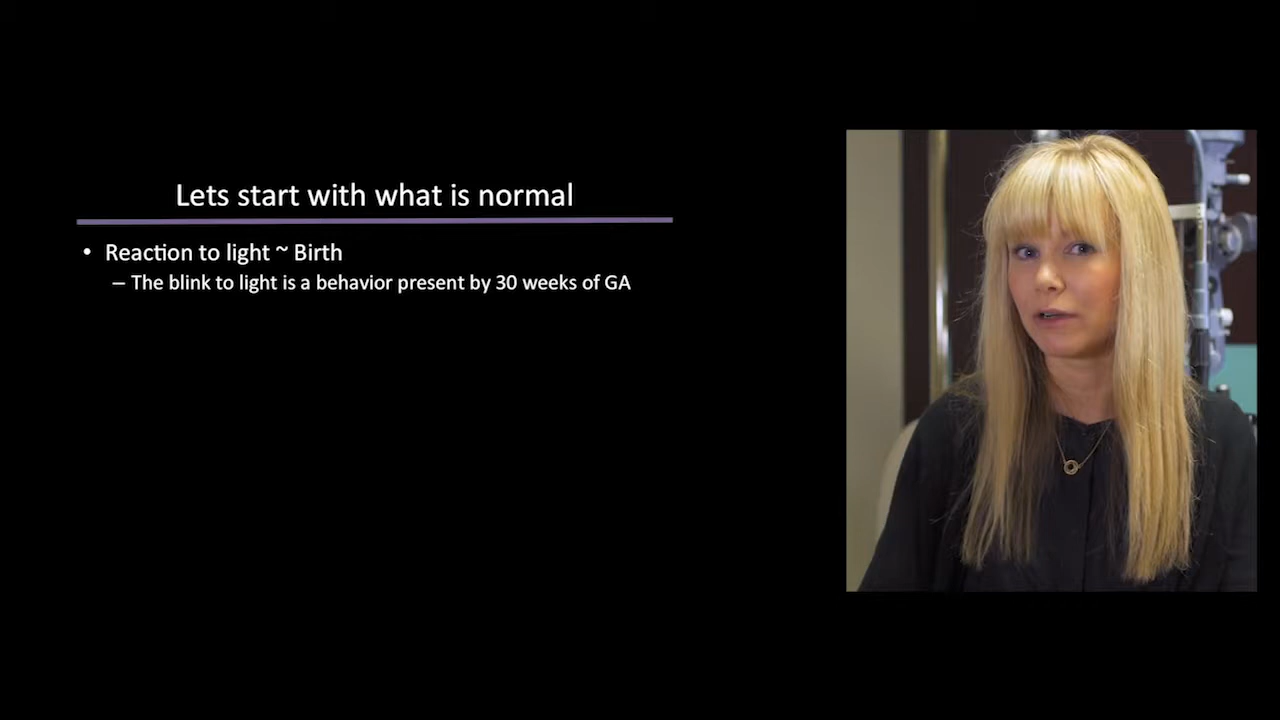 Lets start with what is normal
• Reaction to light ~ Birth
– The blink to light is a behavior present by 30 weeks of GA